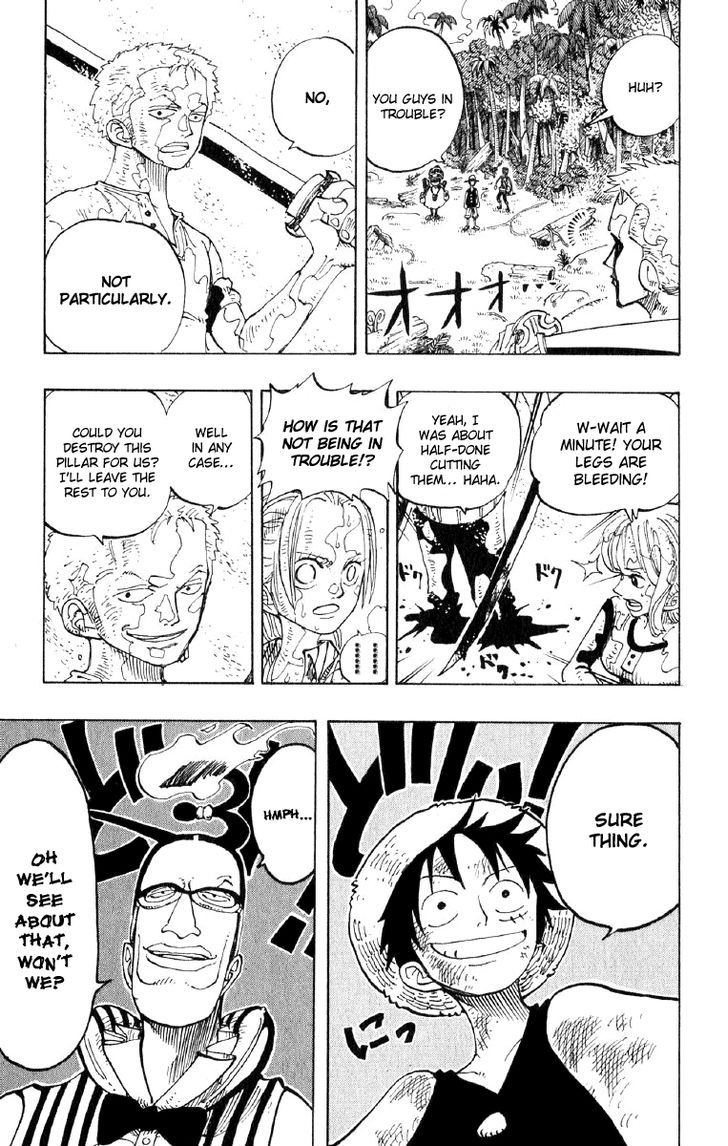 HUH?
YOU GUYS IN
TROUBLE?
オオオ
NO,
NOT
PARTICULARLY.
W-WAIT A
MINUTE! YOUR
LEGS ARE
BLEEDING!
YEAH, I
WAS ABOUT
HALF-DONE
CUTTING
THEM... HAHA.
ドクドク...
HOW IS THAT
NOT BEING IN
TROUBLE!?
WELL
IN ANY
CASE...
COULD YOU
DESTROY THIS
PILLAR FOR US?
I'LL LEAVE THE
REST TO YOU.
SURE
THING.
にっ
HMPH...
OH
WE'LL
SEE
ABOUT
THAT,
WON'T
WE?